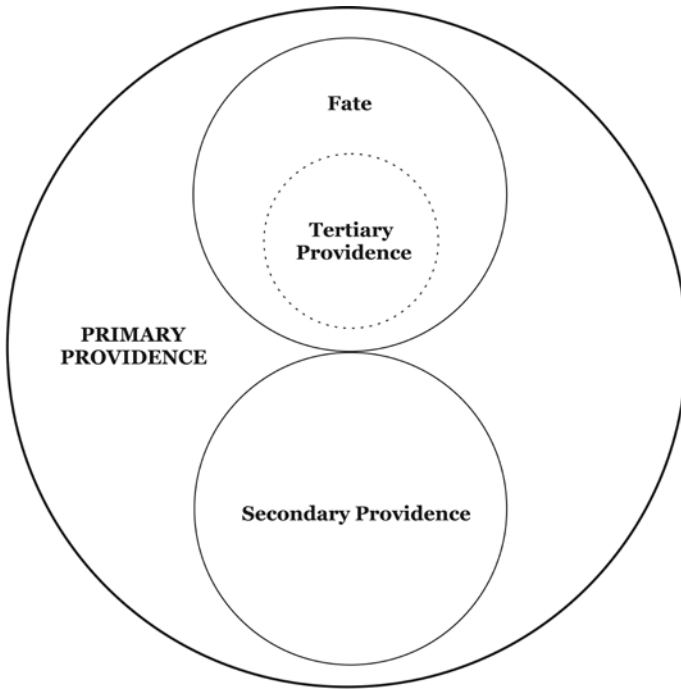 Fate
Tertiary
Providence
PRIMARY
PROVIDENCE
Secondary Providence